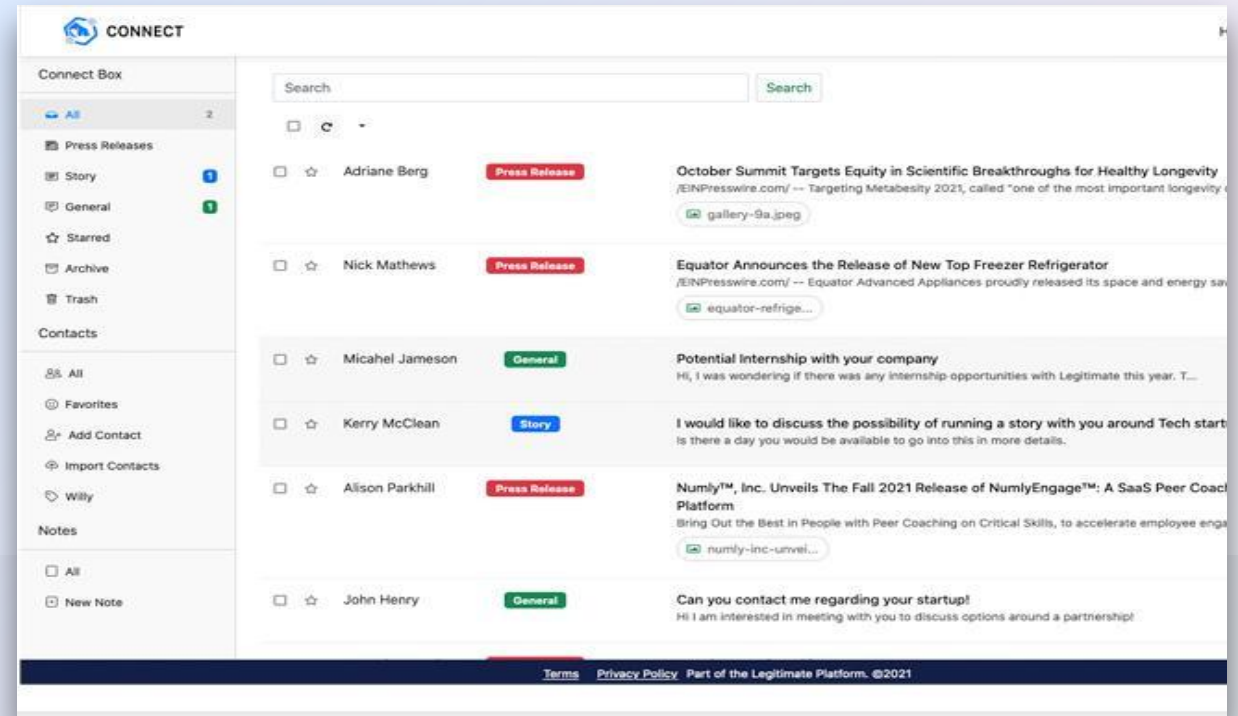 CONNECT
Connect Box
All 2
Press Releases
Story 1
General 1
Starred
Archive
Trash
Contacts
All
Favorites
Add Contact
Import Contacts
Willy
Notes
All
New Note
Search Search
Adriane Berg Press Release October Summit Targets Equity in Scientific Breakthroughs for Healthy Longevity
/EINPresswire.com/ -- Targeting Metabesity 2021, called "one of the most important longevity
gallery-9a.jpeg
Nick Mathews Press Release Equator Announces the Release of New Top Freezer Refrigerator
/EINPresswire.com/ -- Equator Advanced Appliances proudly released its space and energy
equator-refrige...
Micahel Jameson General Potential Internship with your company
Hi, I was wondering if there was any internship opportunities with Legitimate this year. T...
Kerry McClean Story I would like to discuss the possibility of running a story with you around Tech start
Is there a day you would be available to go into this in more details.
Alison Parkhill Press Release Numly™, Inc. Unveils The Fall 2021 Release of NumlyEngage™: A SaaS Peer Coach
Platform
Bring Out the Best in People with Peer Coaching on Critical Skills, to accelerate employee enga
numly-inc-unvei...
John Henry General Can you contact me regarding your startup!
Hi I am interested in meeting with you to discuss options around a partnership!
Terms Privacy Policy Part of the Legitimate Platform. ©2021